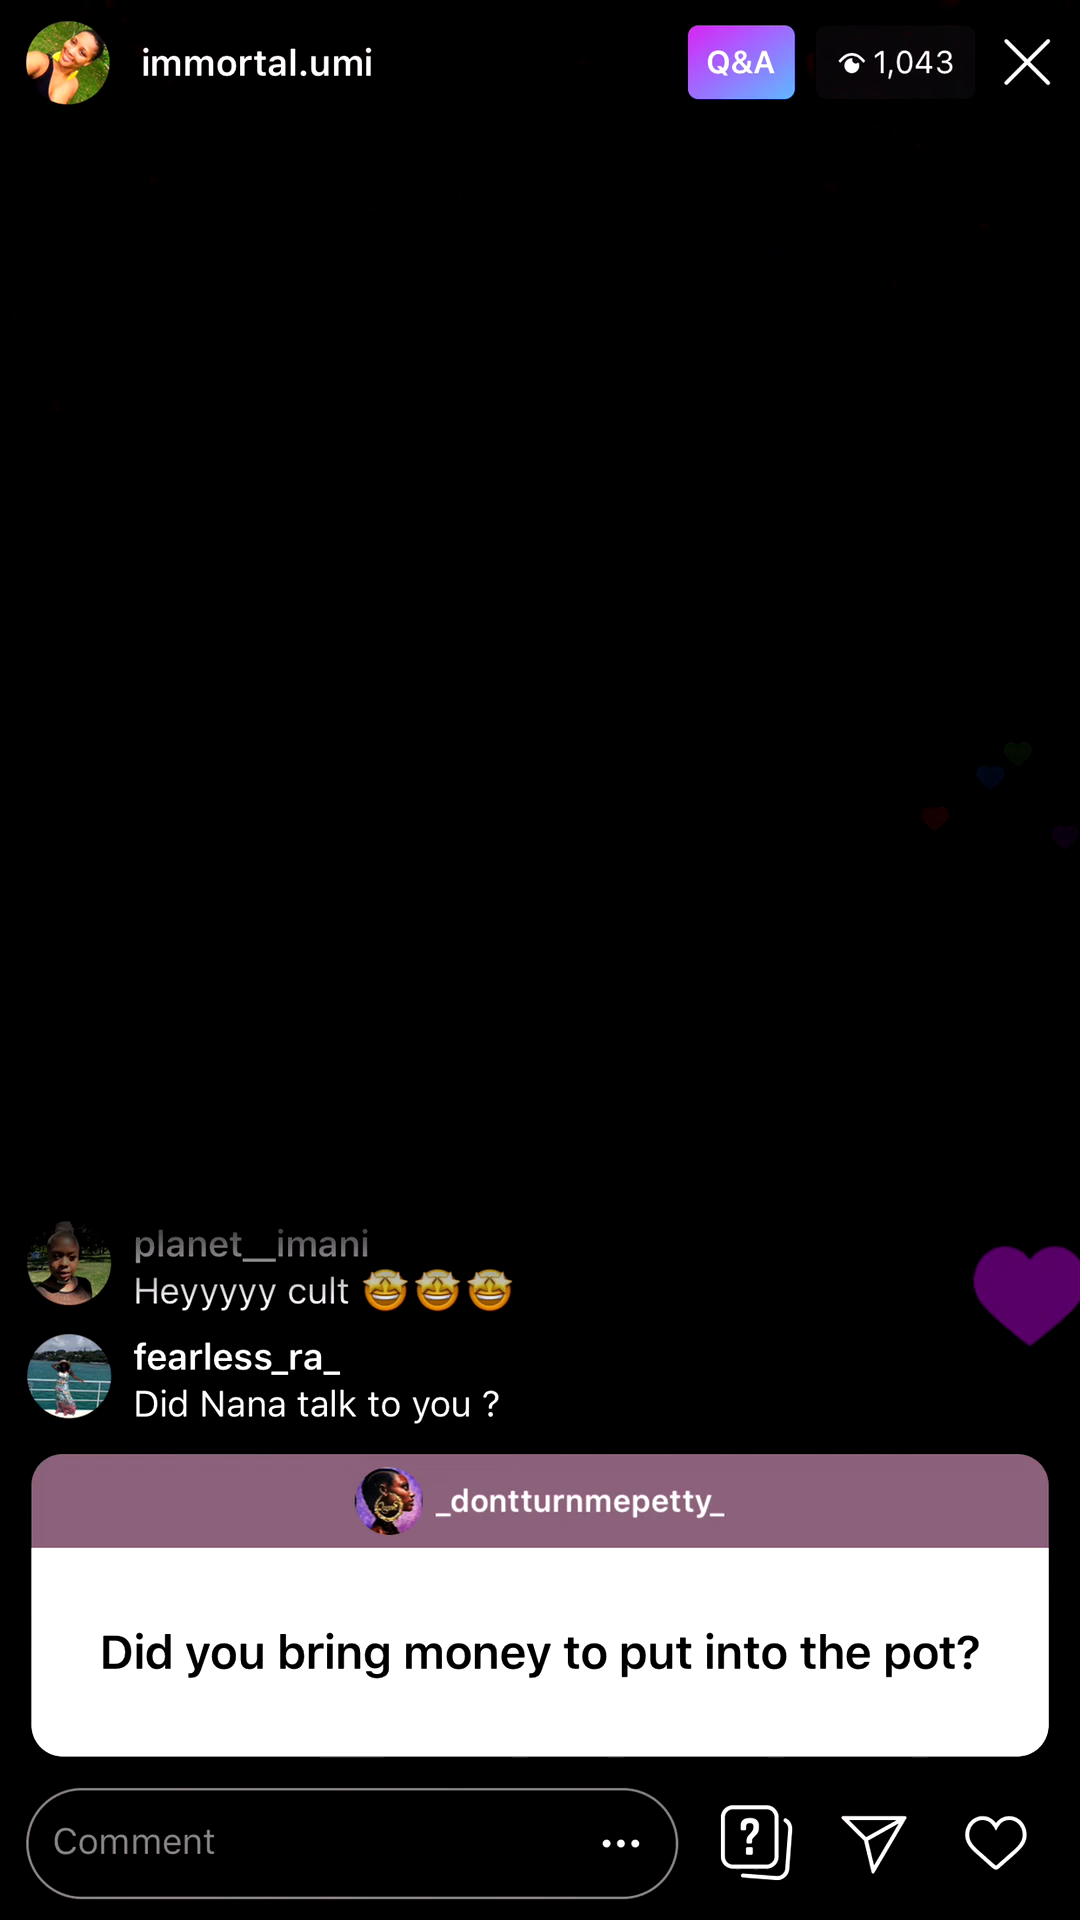 immortal.umi
Q&A
1,043
planet__imani
Heyyyyy cult 🤩🤩🤩
fearless_ra_
Did Nana talk to you ?
_dontturnmepetty_
Did you bring money to put into the pot?
Comment